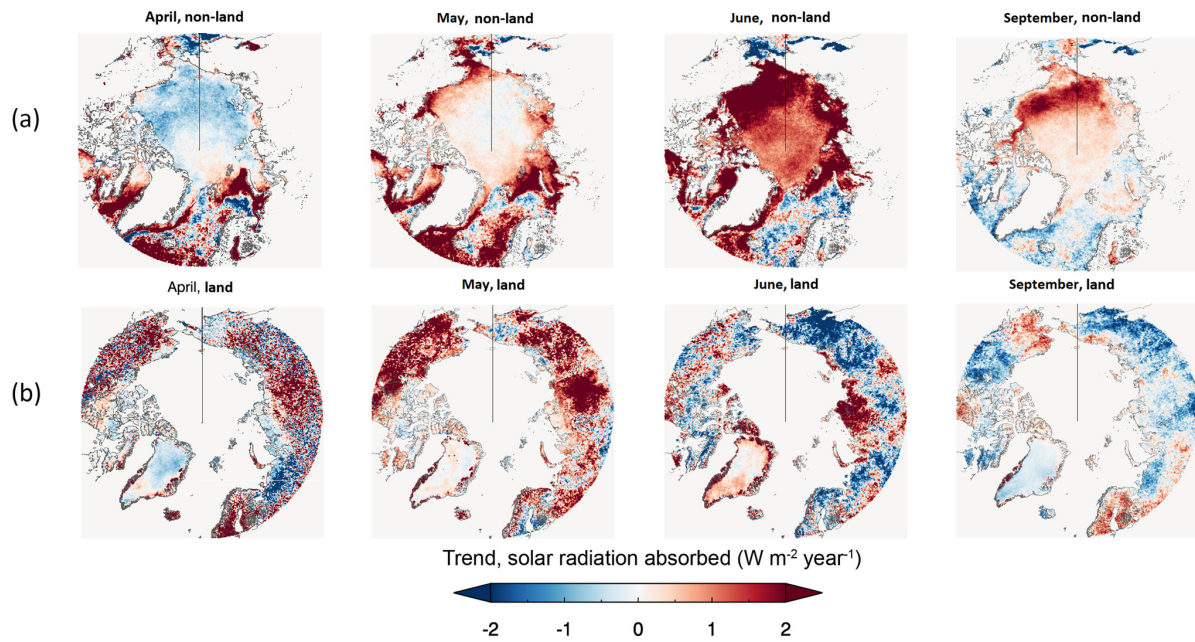 April, non-land
May, non-land
June, non-land
September, non-land
(a)
April, land
May, land
June, land
September, land
(b)
Trend, solar radiation absorbed (W m⁻² year⁻¹)
-2 -1 0 1 2